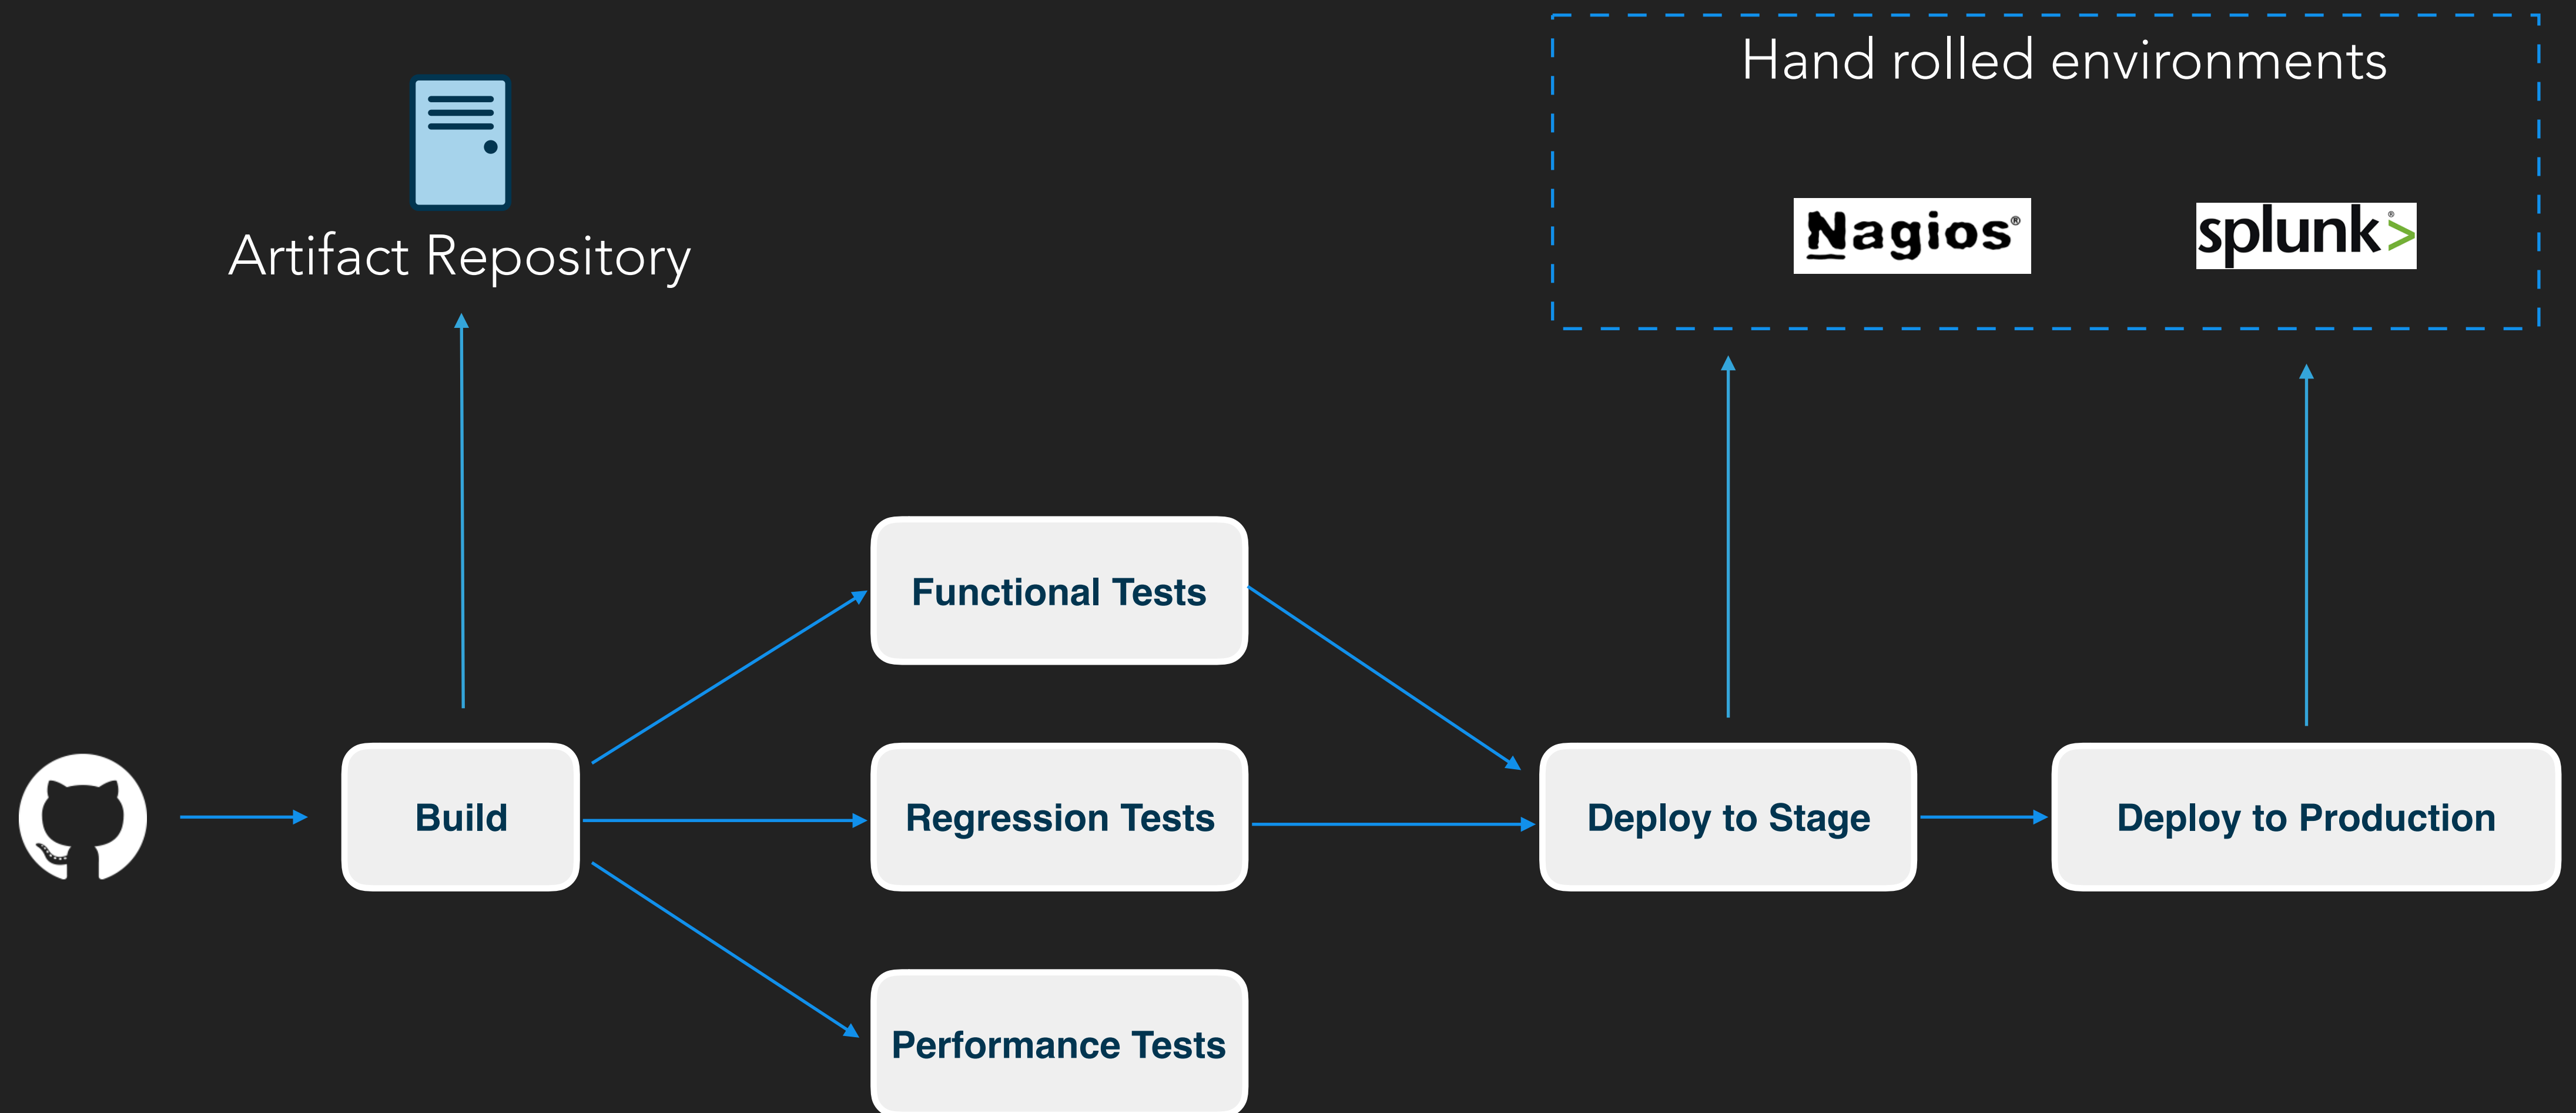 Hand rolled environments
Nagios®
splunk>®
Artifact Repository
Functional Tests
Build
Regression Tests
Deploy to Stage
Deploy to Production
Performance Tests